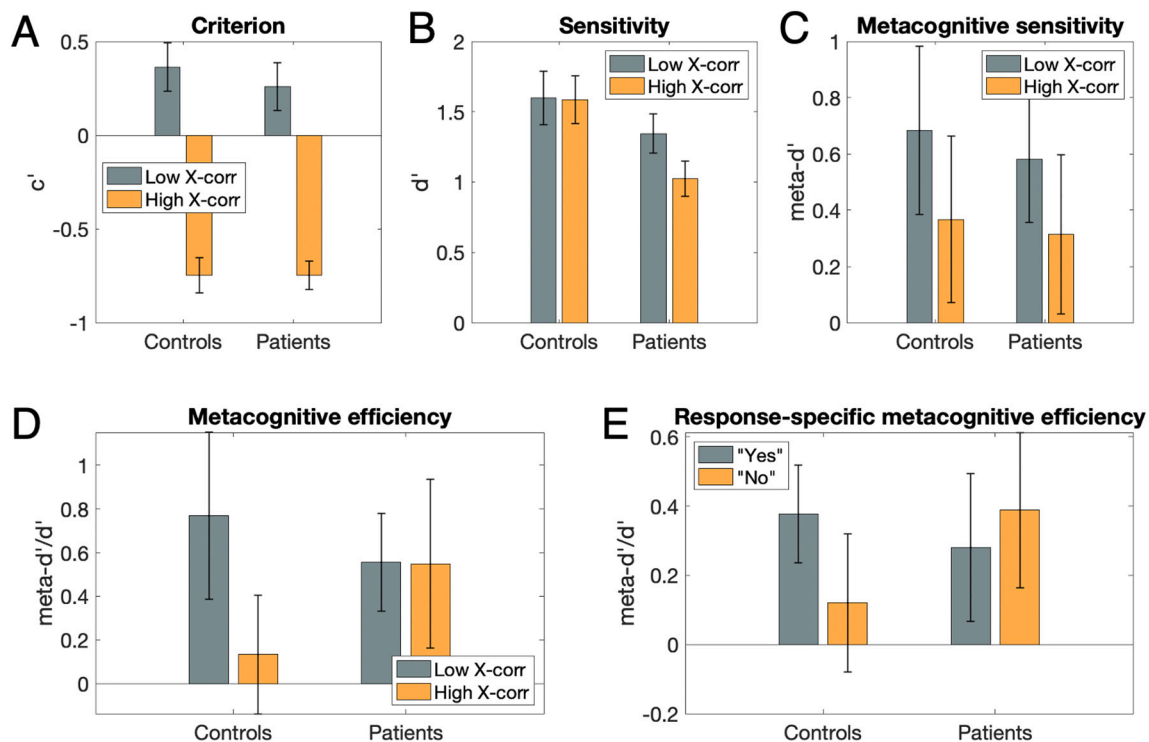 A
Criterion
0.5
0
-0.5
-1
c'
Low X-corr
High X-corr
Controls
Patients
B
Sensitivity
2
1.5
1
0.5
0
d'
Low X-corr
High X-corr
Controls
Patients
C
Metacognitive sensitivity
1
0.8
0.6
0.4
0.2
0
meta-d'
Low X-corr
High X-corr
Controls
Patients
D
Metacognitive efficiency
1
0.8
0.6
0.4
0.2
0
meta-d'/d'
Low X-corr
High X-corr
Controls
Patients
E
Response-specific metacognitive efficiency
0.6
0.4
0.2
0
-0.2
meta-d'/d'
"Yes"
"No"
Controls
Patients